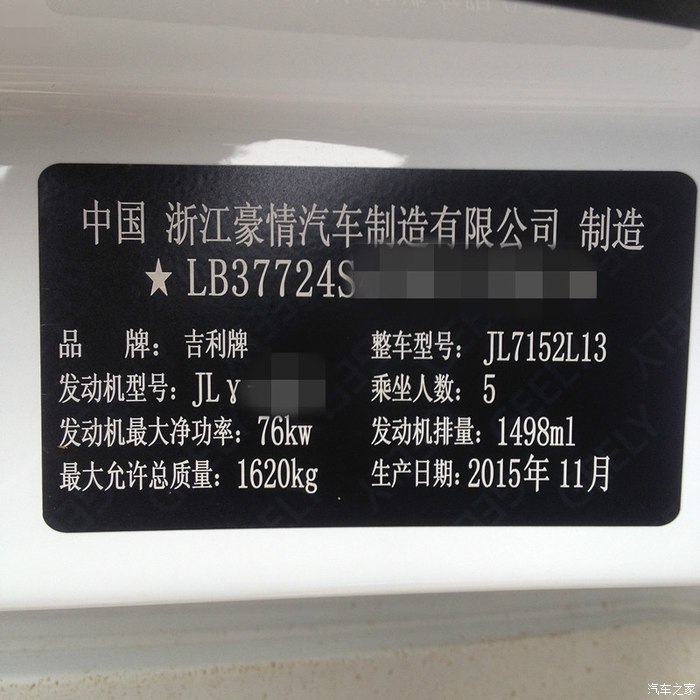 中国 浙江豪情汽车制造有限公司 制造
★LB37724S
品 牌：吉利牌 整车型号：JL7152L13
发动机型号：JLγ 乘坐人数：5
发动机最大净功率：76kw 发动机排量：1498ml
最大允许总质量：1620kg 生产日期：2015年11月
汽车之家